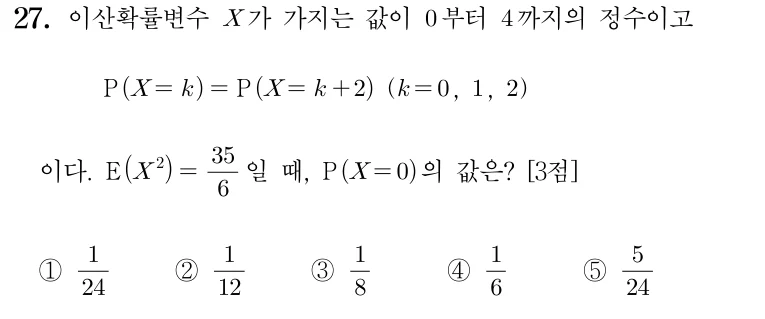 27. 이산확률변수 X가 가지는 값이 0부터 4까지의 정수이고
P(X=k)=P(X=k+2) (k=0, 1, 2)
이다. E(X²)=35/6일 때, P(X=0)의 값은? [3점]
① 1/24 ② 1/12 ③ 1/8 ④ 1/6 ⑤ 5/24